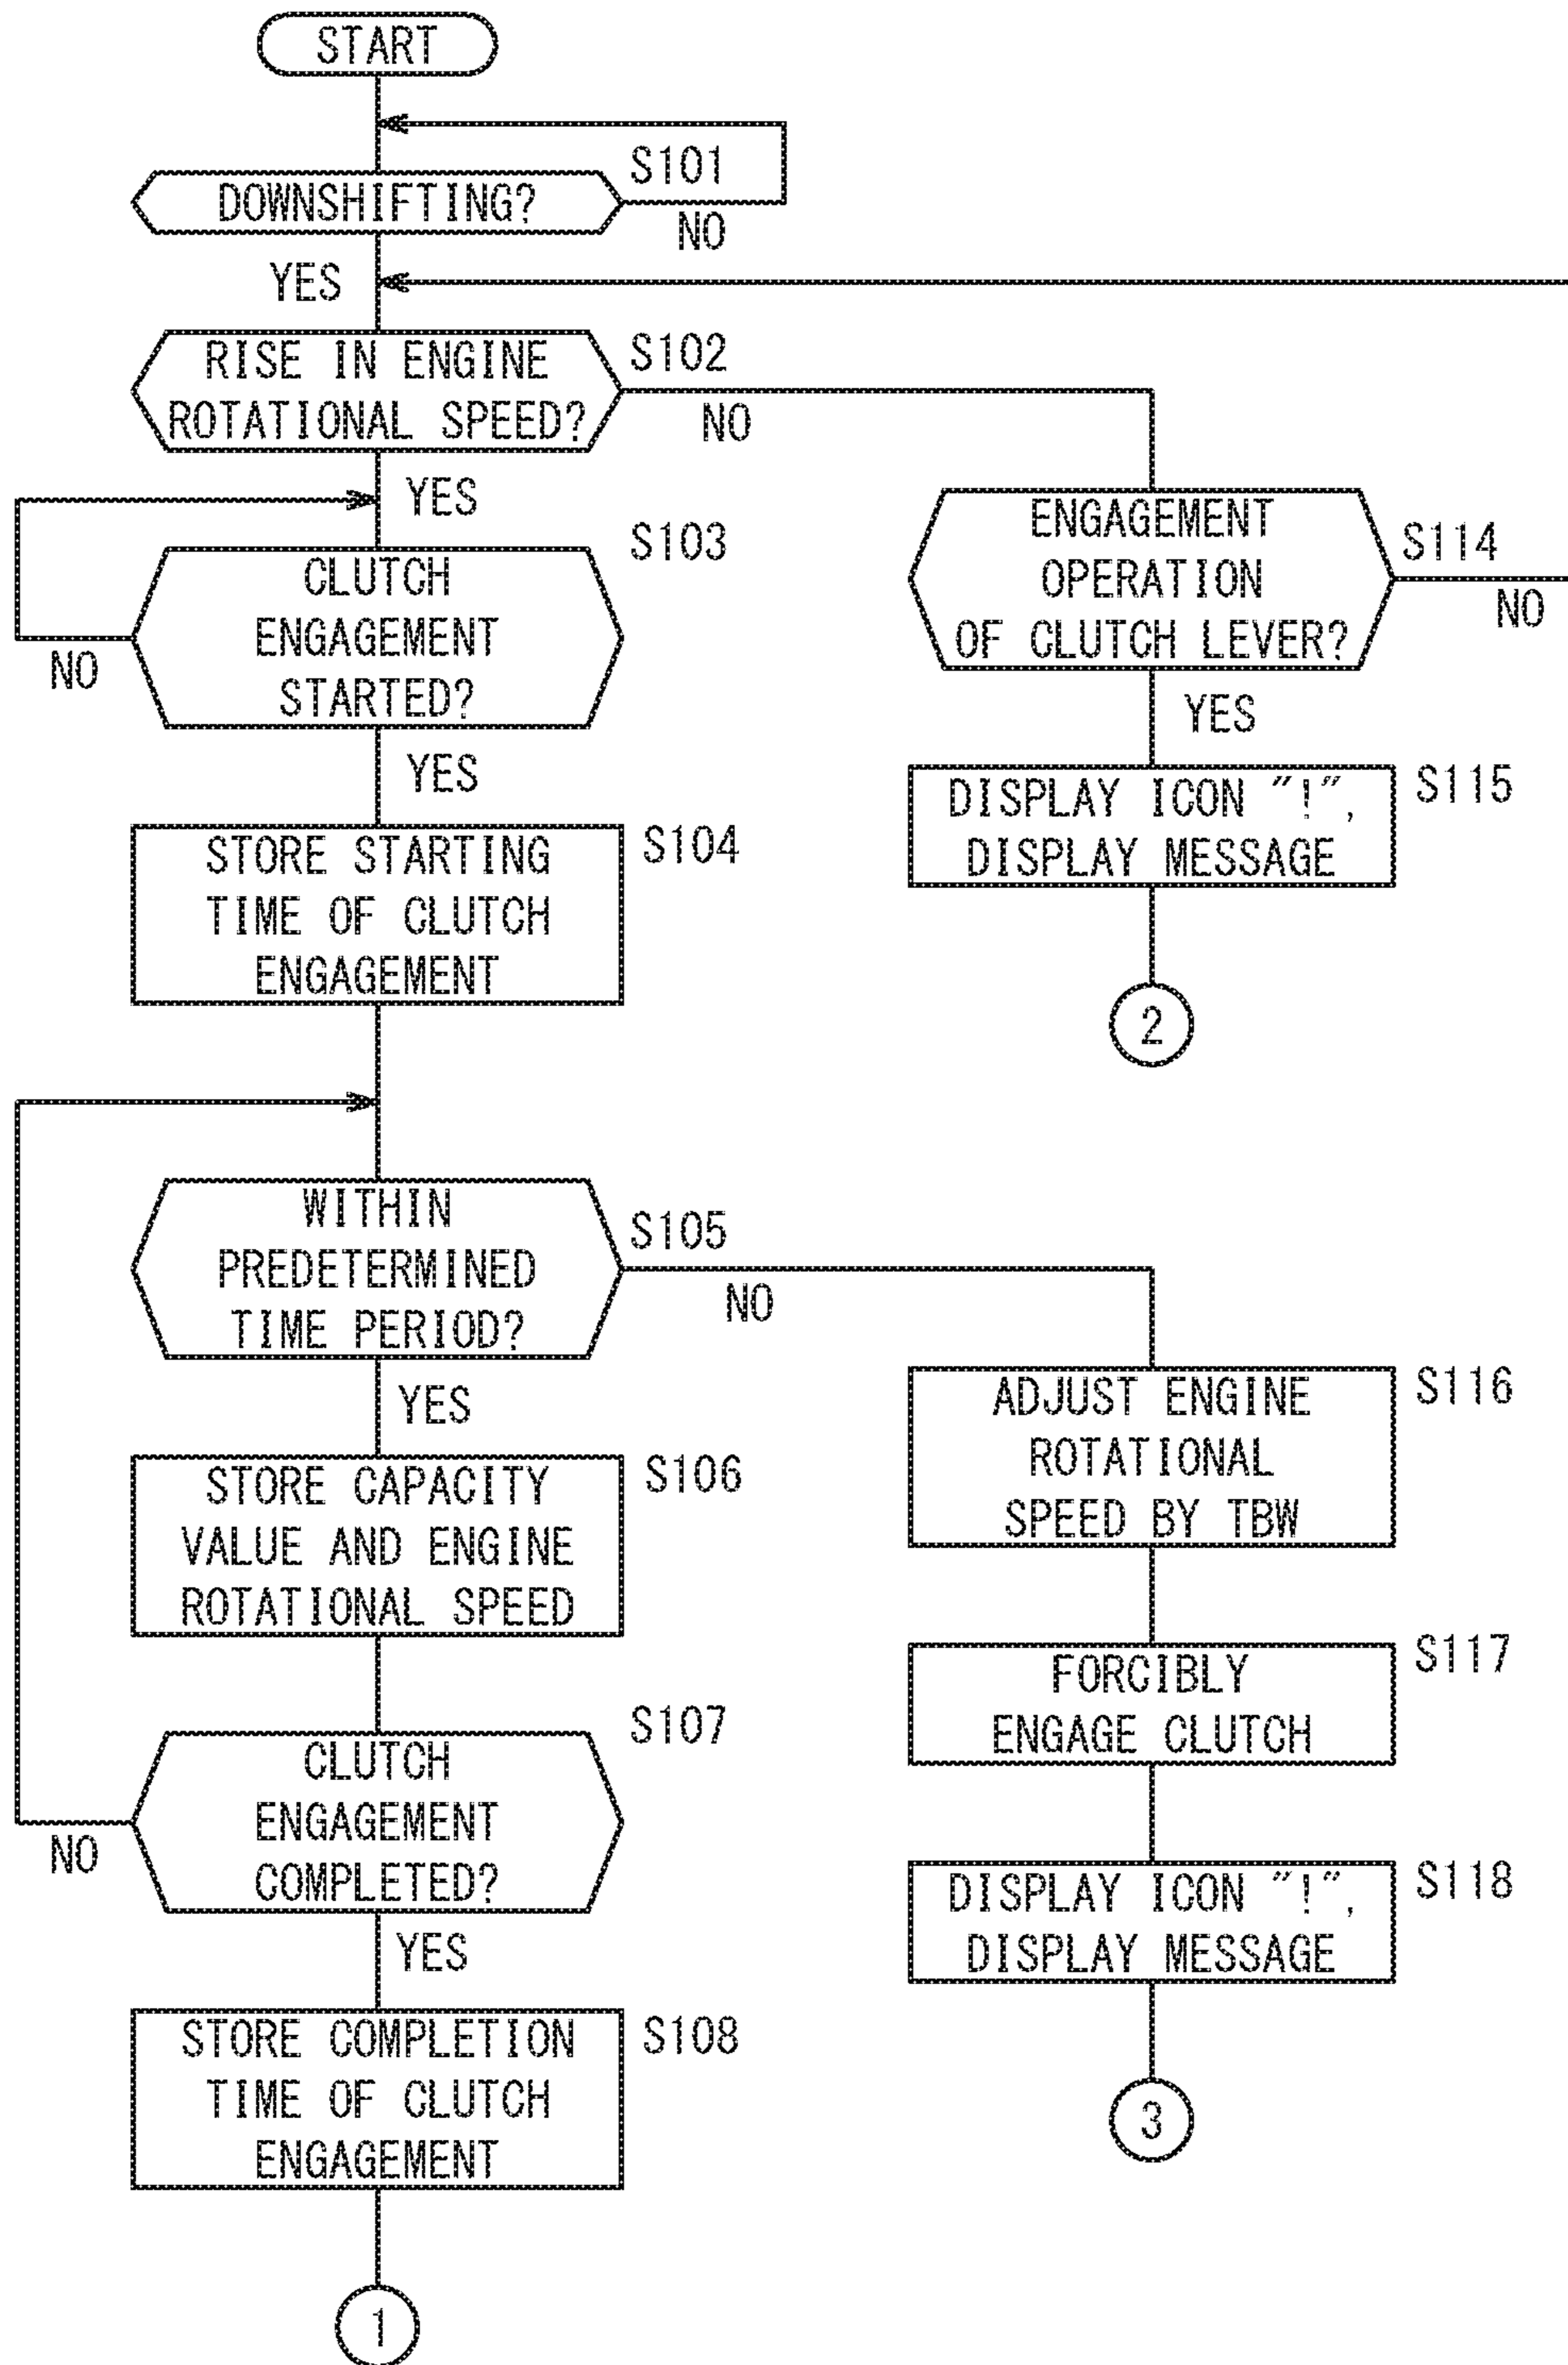 START
S101
DOWNSHIFTING?
NO
YES
RISE IN ENGINE
ROTATIONAL SPEED?
S102
NO
YES
CLUTCH
ENGAGEMENT
STARTED?
S103
NO
YES
ENGAGEMENT
OPERATION
OF CLUTCH LEVER?
S114
NO
YES
DISPLAY ICON "!",
DISPLAY MESSAGE
S115
2
STORE STARTING
TIME OF CLUTCH
ENGAGEMENT
S104
WITHIN
PREDETERMINED
TIME PERIOD?
S105
NO
YES
STORE CAPACITY
VALUE AND ENGINE
ROTATIONAL SPEED
S106
CLUTCH
ENGAGEMENT
COMPLETED?
S107
NO
YES
STORE COMPLETION
TIME OF CLUTCH
ENGAGEMENT
S108
1
ADJUST ENGINE
ROTATIONAL
SPEED BY TBW
S116
FORCIBLY
ENGAGE CLUTCH
S117
DISPLAY ICON "!",
DISPLAY MESSAGE
S118
3